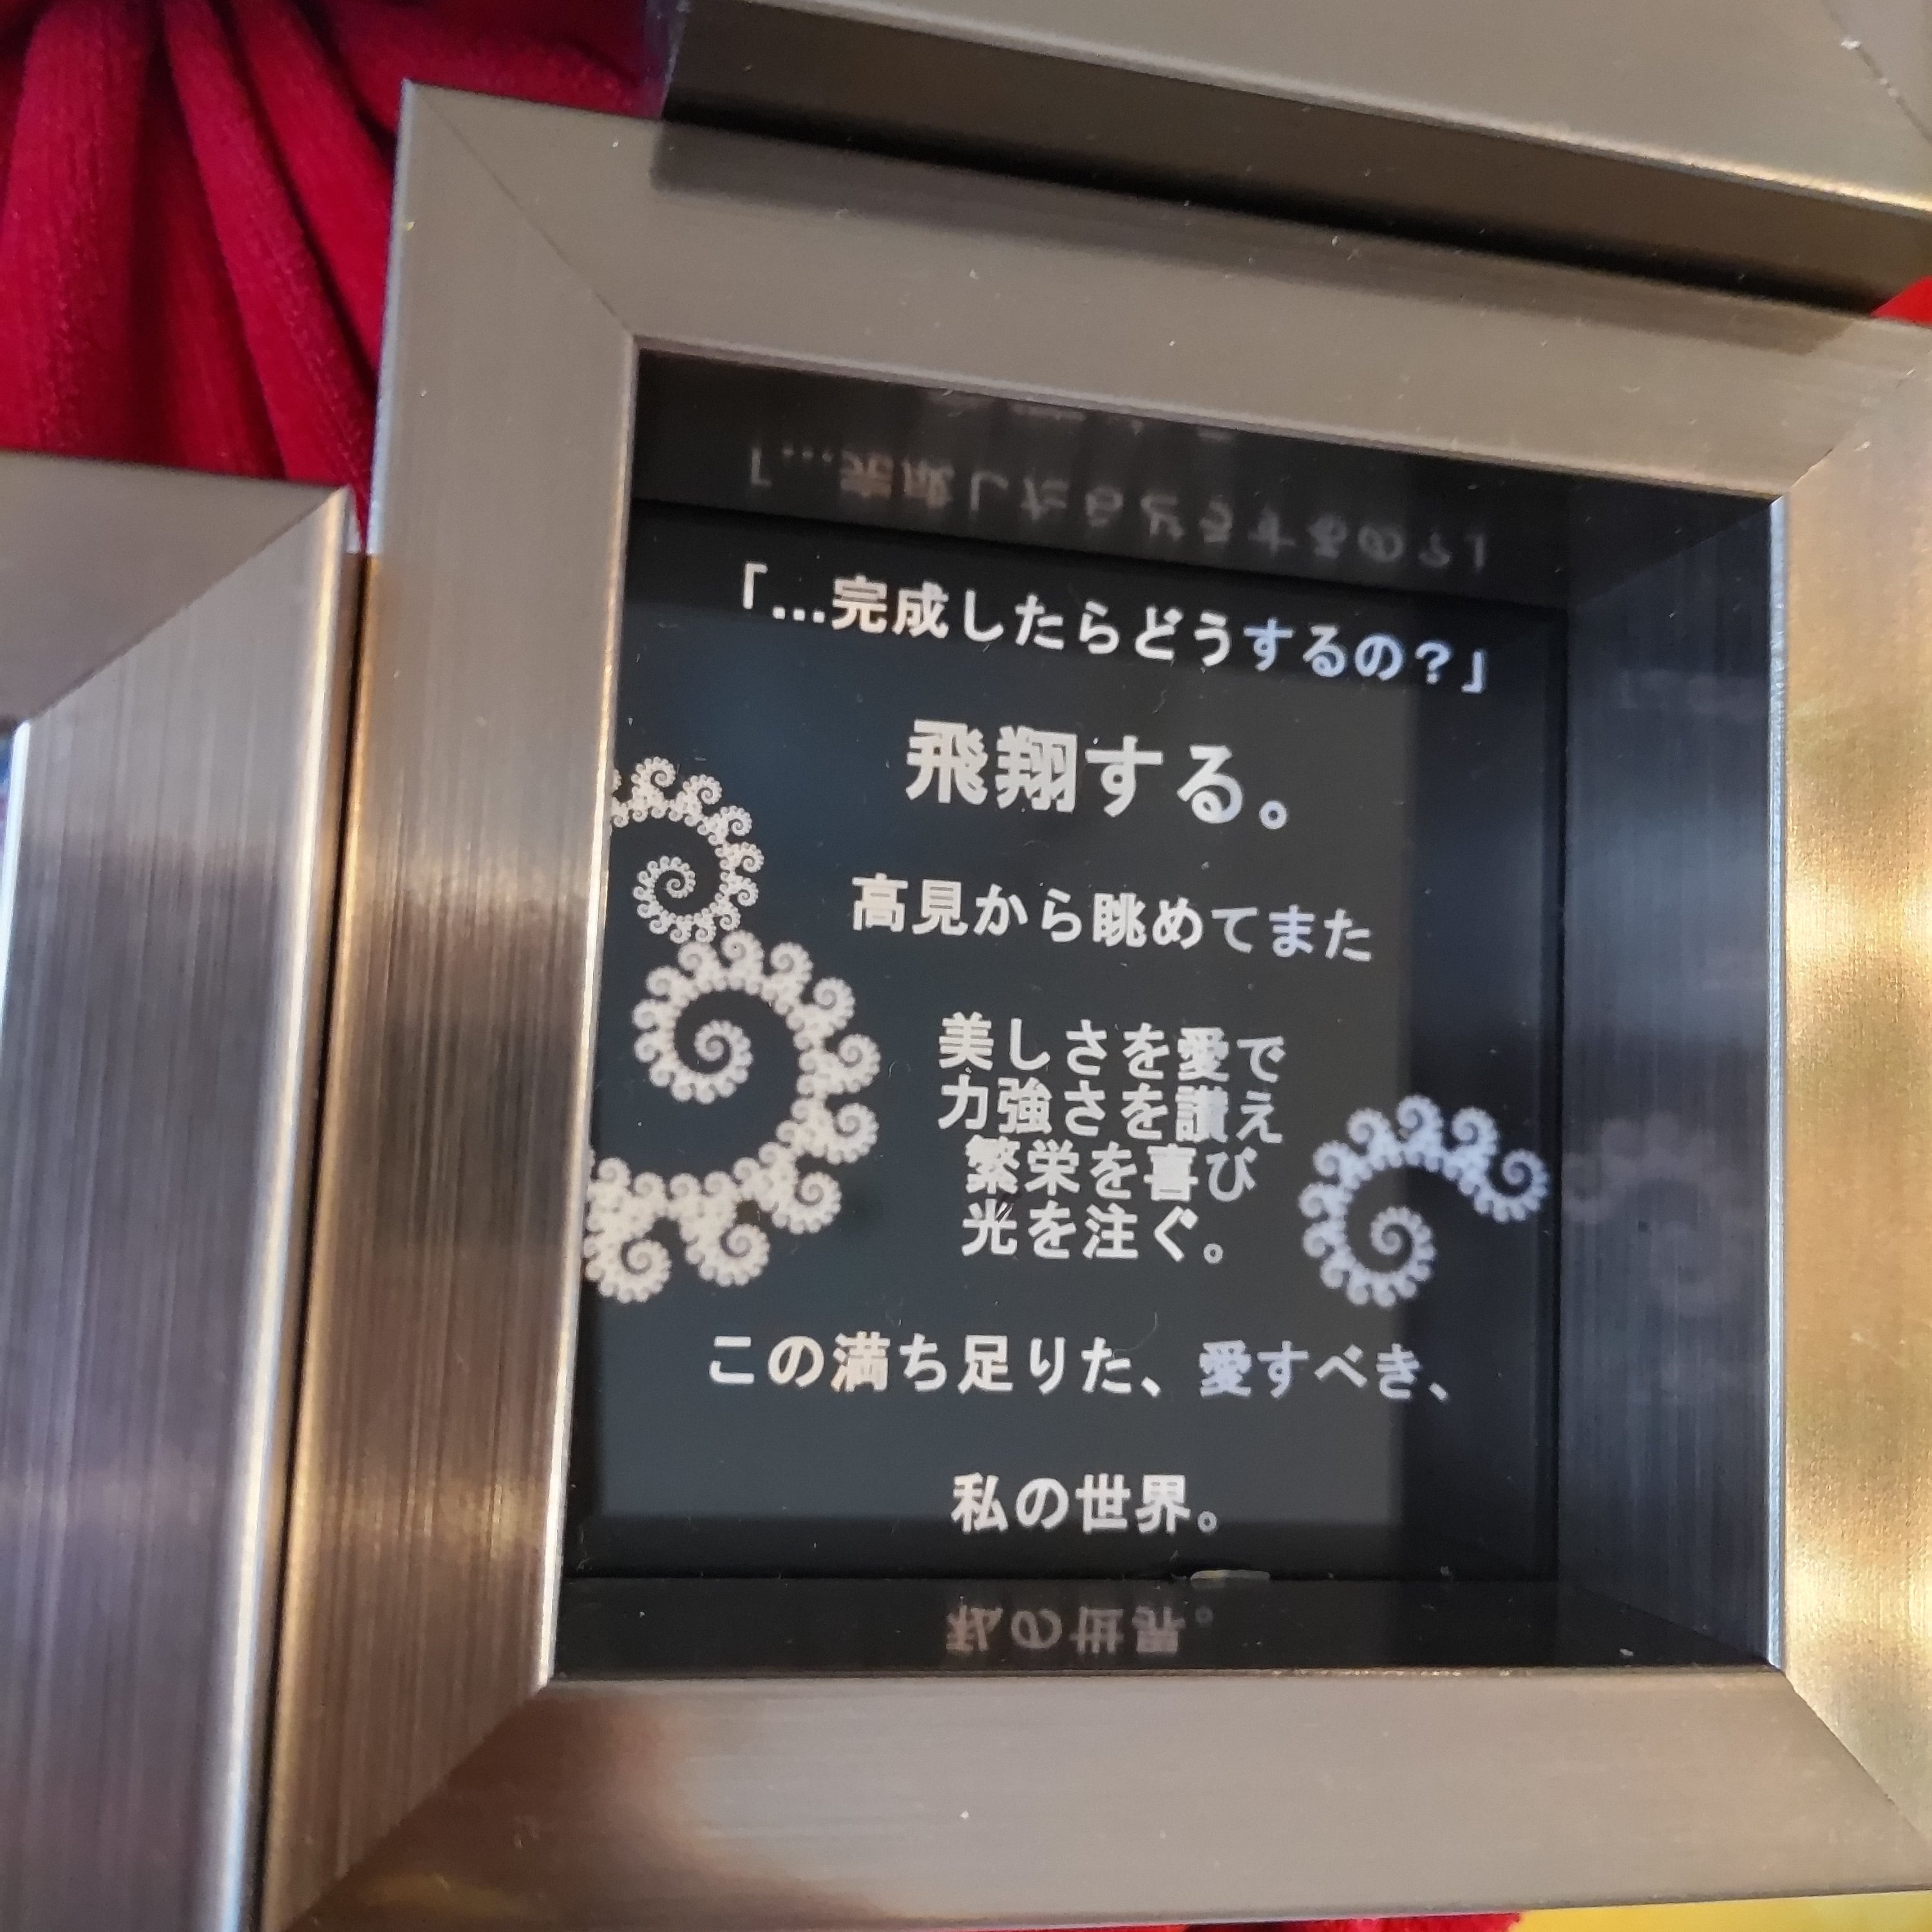 「…完成したらどうするの？」
飛翔する。
高見から眺めてまた
美しさを愛で
力強さを讃え
繁栄を喜び
光を注ぐ。
この満ち足りた、愛すべき、
私の世界。